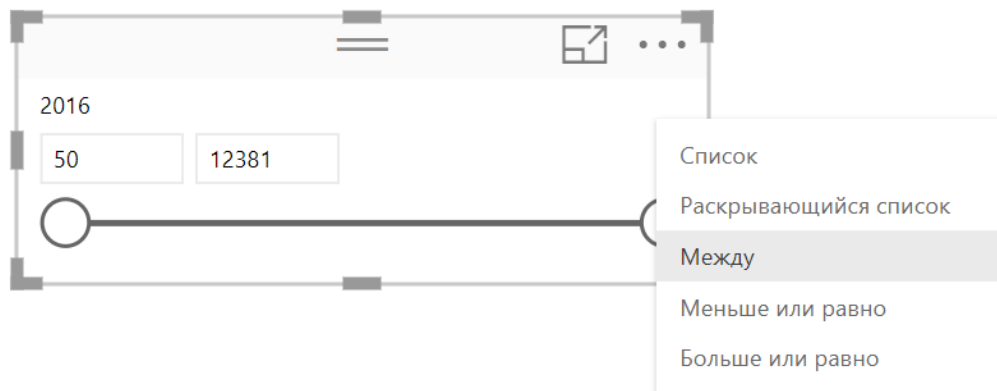 2016
50 12381
Список
Раскрывающийся список
Между
Меньше или равно
Больше или равно